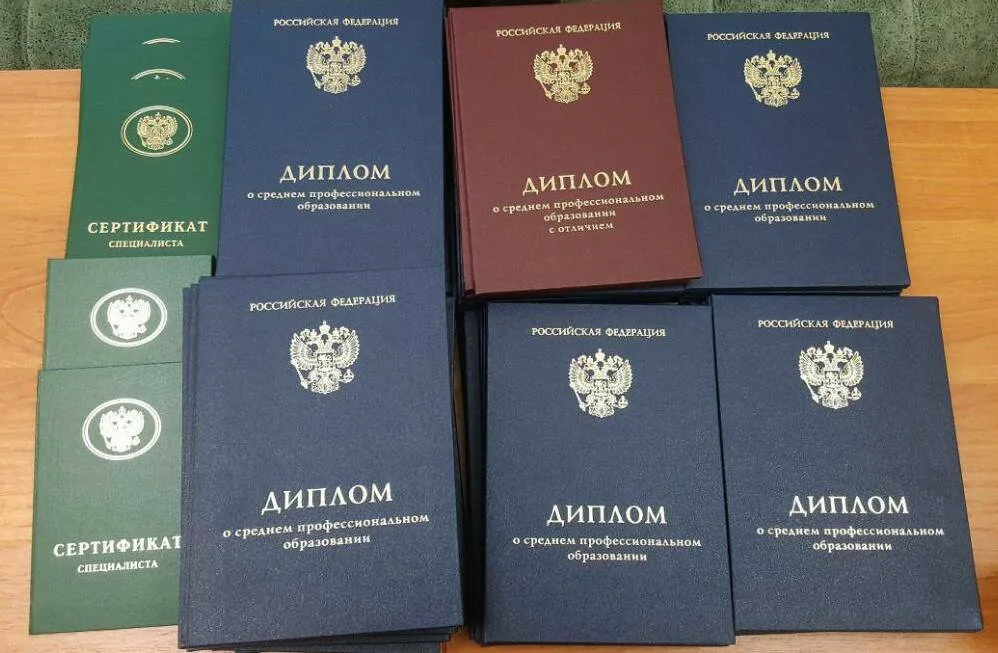 СЕРТИФИКАТ
СПЕЦИАЛИСТА
РОССИЙСКАЯ ФЕДЕРАЦИЯ
ДИПЛОМ
о среднем профессиональном
образовании
РОССИЙСКАЯ ФЕДЕРАЦИЯ
ДИПЛОМ
о среднем профессиональном
образовании
с отличием
РОССИЙСКАЯ ФЕДЕРАЦИЯ
ДИПЛОМ
о среднем профессиональном
образовании
СЕРТИФИКАТ
СПЕЦИАЛИСТА
РОССИЙСКАЯ ФЕДЕРАЦИЯ
ДИПЛОМ
о среднем профессиональном
образовании
РОССИЙСКАЯ ФЕДЕРАЦИЯ
ДИПЛОМ
о среднем профессиональном
образовании
РОССИЙСКАЯ ФЕДЕРАЦИЯ
ДИПЛОМ
о среднем профессиональном
образовании